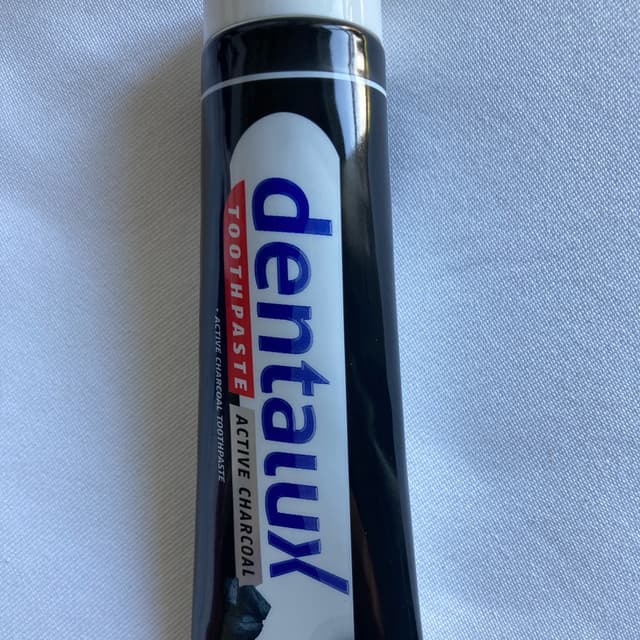 dentalux
TOOTHPASTE
ACTIVE CHARCOAL
• ACTIVE CHARCOAL TOOTHPASTE